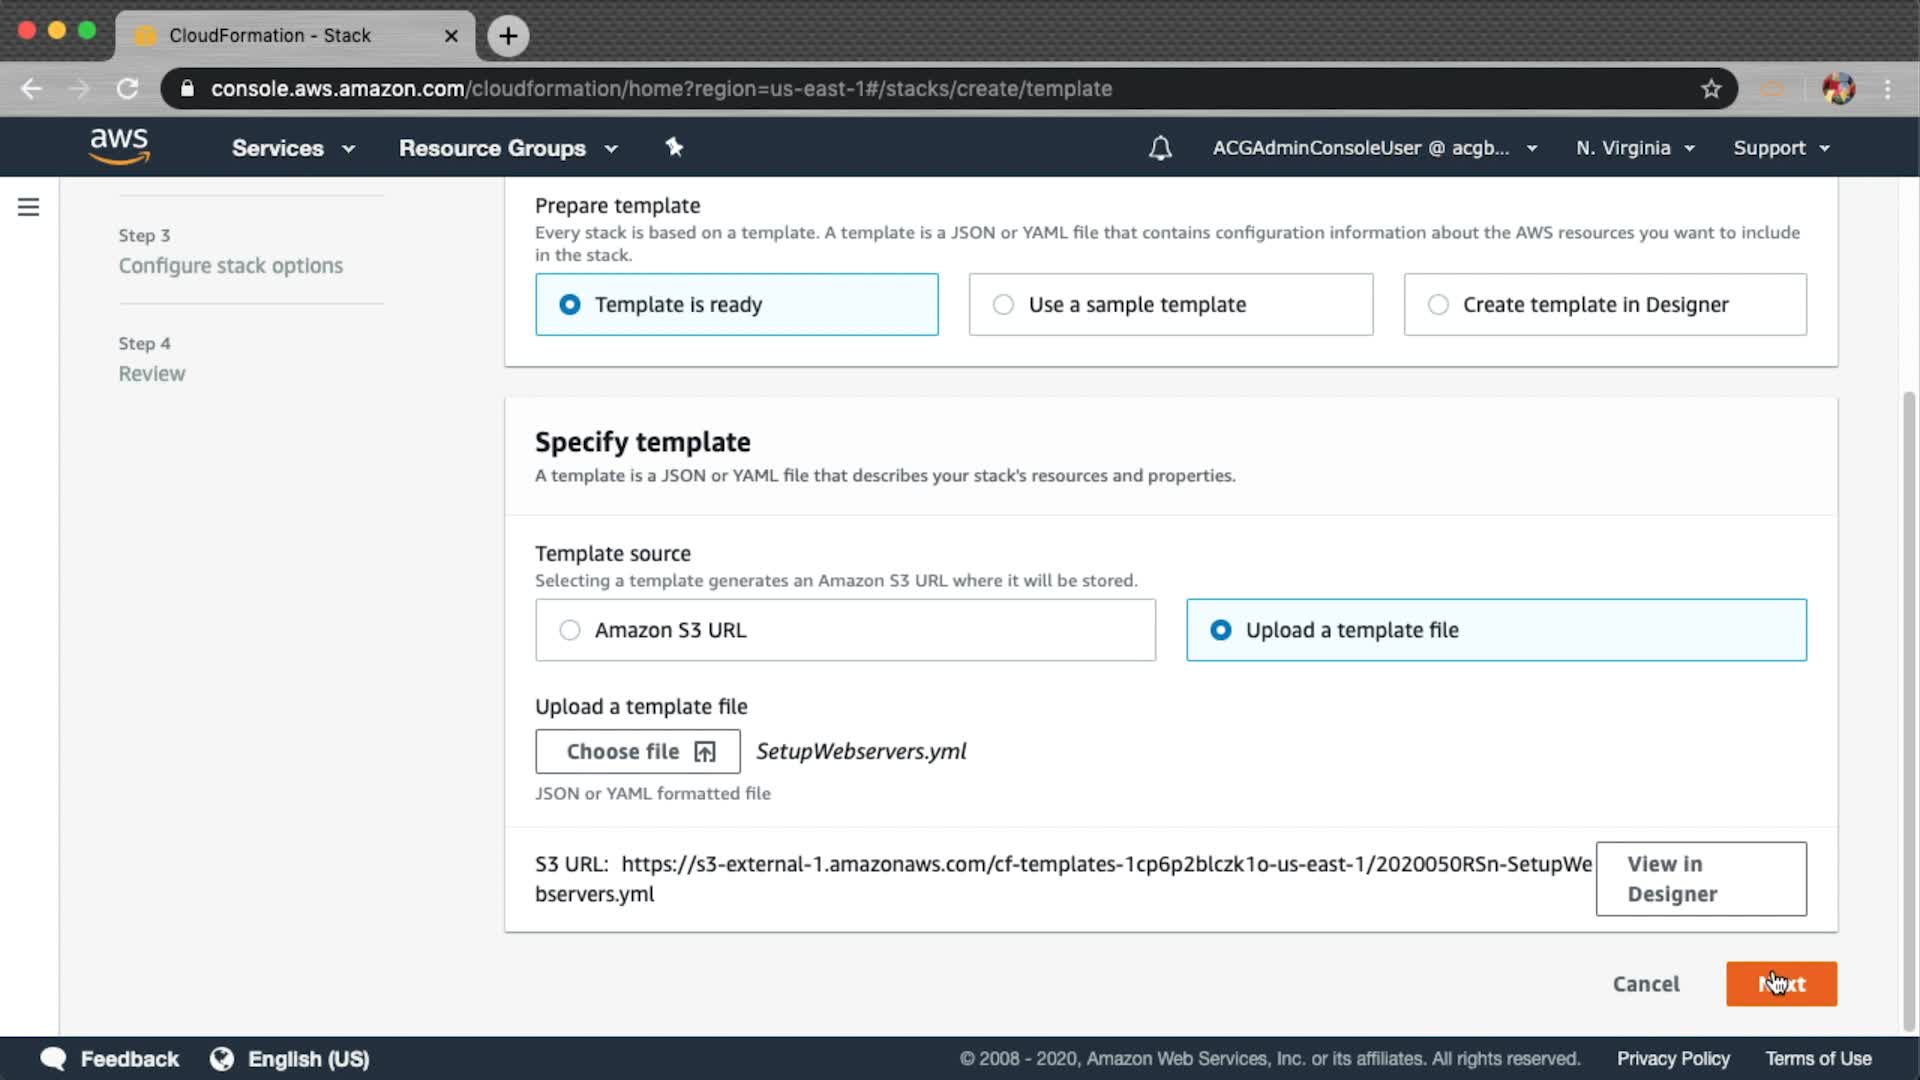 CloudFormation - Stack
console.aws.amazon.com/cloudformation/home?region=us-east-1#/stacks/create/template
aws
Services
Resource Groups
ACGAdminConsoleUser @ acgb...
N. Virginia
Support
Step 3
Configure stack options
Step 4
Review
Prepare template
Every stack is based on a template. A template is a JSON or YAML file that contains configuration information about the AWS resources you want to include
in the stack.
Template is ready
Use a sample template
Create template in Designer
Specify template
A template is a JSON or YAML file that describes your stack's resources and properties.
Template source
Selecting a template generates an Amazon S3 URL where it will be stored.
Amazon S3 URL
Upload a template file
Upload a template file
Choose file
SetupWebservers.yml
JSON or YAML formatted file
S3 URL: https://s3-external-1.amazonaws.com/cf-templates-1cp6p2blczk1o-us-east-1/2020050RSn-SetupWe
bservers.yml
View in
Designer
Cancel
Next
Feedback
English (US)
© 2008 - 2020, Amazon Web Services, Inc. or its affiliates. All rights reserved.
Privacy Policy
Terms of Use